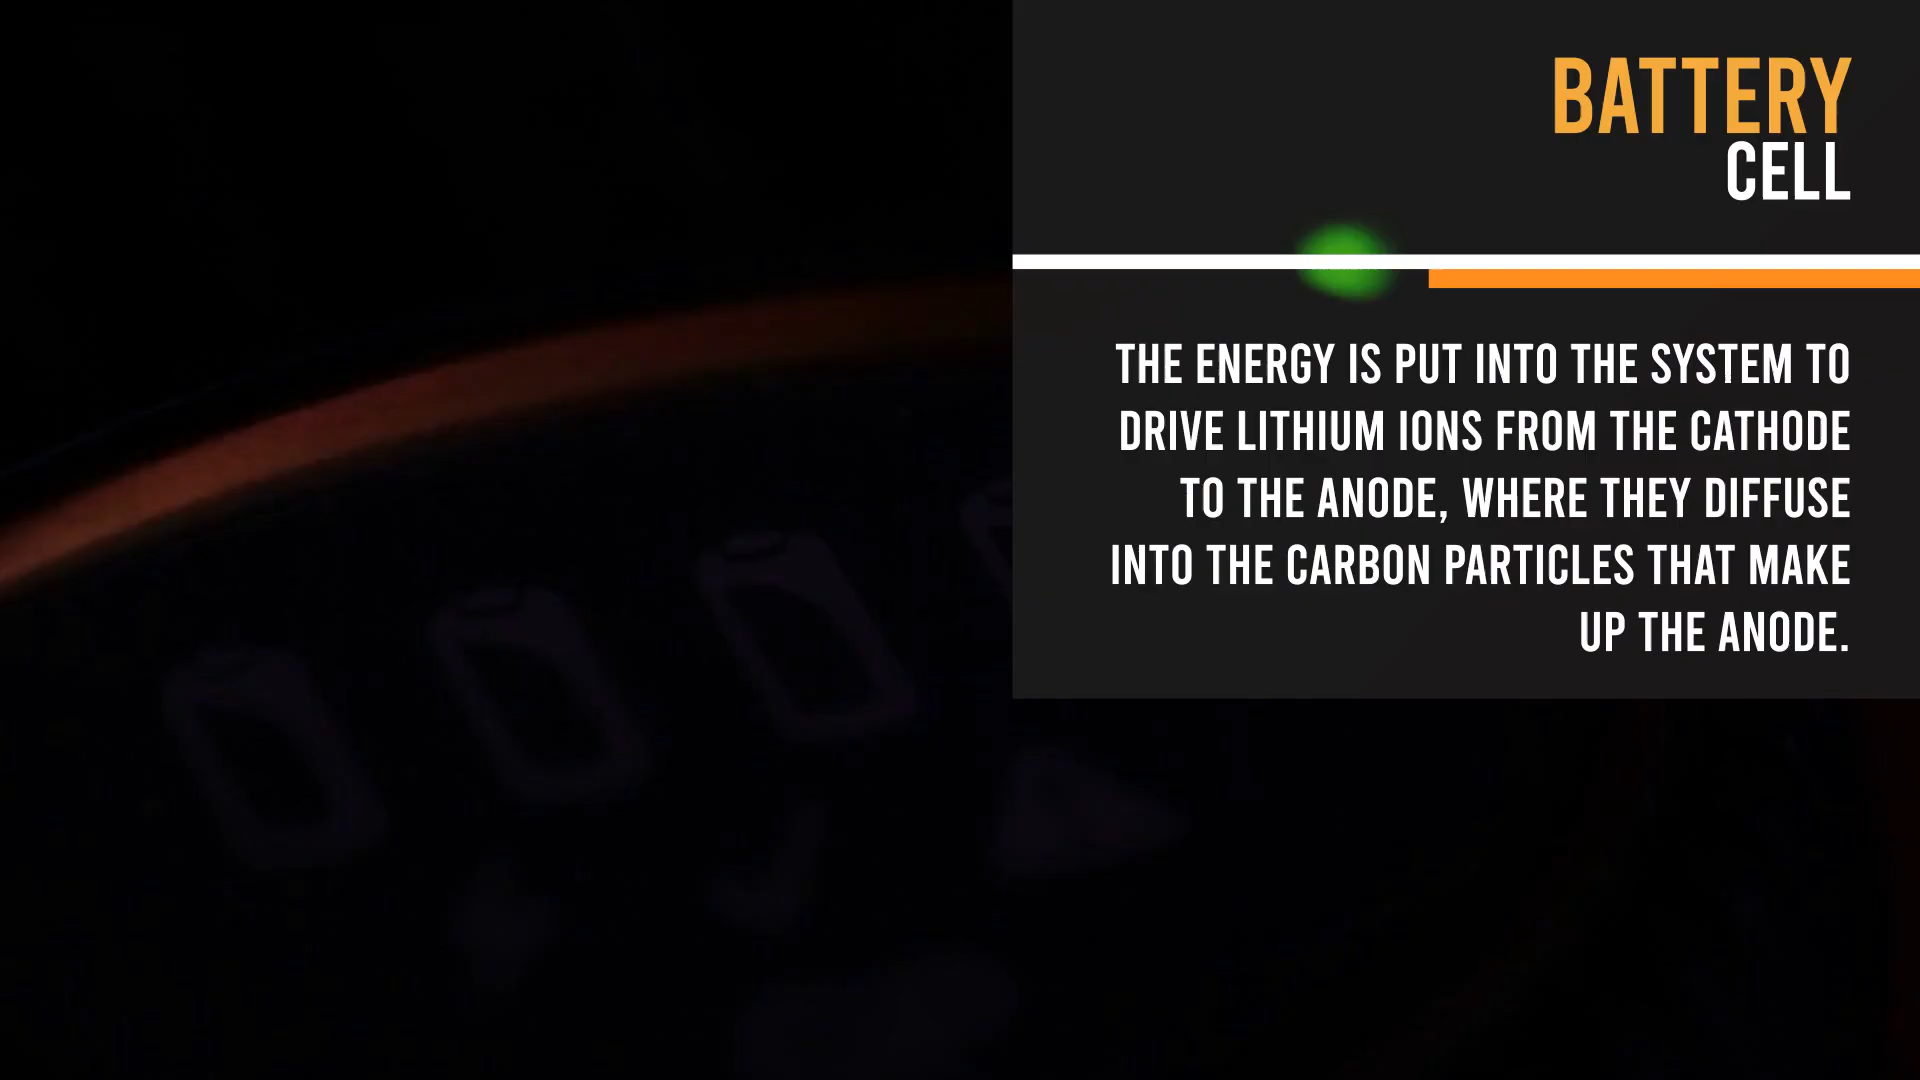 BATTERY
CELL
THE ENERGY IS PUT INTO THE SYSTEM TO
DRIVE LITHIUM IONS FROM THE CATHODE
TO THE ANODE, WHERE THEY DIFFUSE
INTO THE CARBON PARTICLES THAT MAKE
UP THE ANODE.